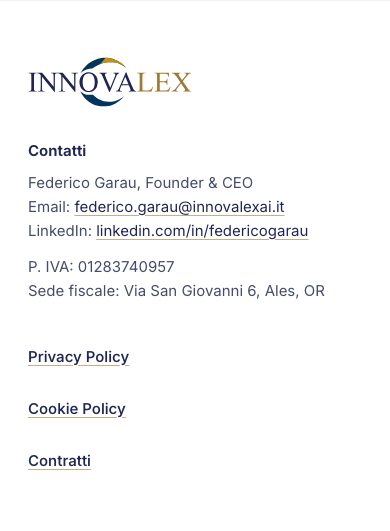 INNOVALEX
Contatti
Federico Garau, Founder & CEO
Email: federico.garau@innovalexai.it
LinkedIn: linkedin.com/in/federicogarau
P. IVA: 01283740957
Sede fiscale: Via San Giovanni 6, Ales, OR
Privacy Policy
Cookie Policy
Contratti